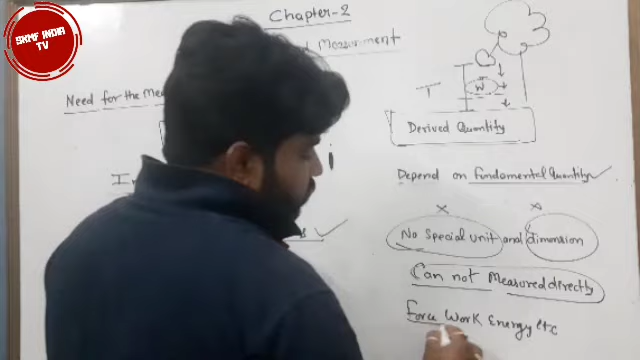 SKMF INDIA
TV
Chapter-2
Measurement
Need for the Mea
T
W
Derived Quantity
Depend on fundamental Quantity
No Special unit and dimension
Can not Measured directly
Force Work Energy etc